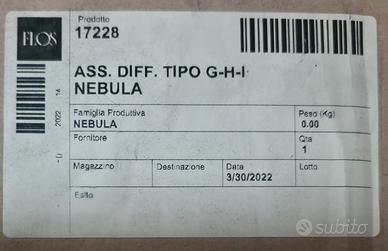 FLOS
Prodotto
17228
ASS. DIFF. TIPO G-H-I
NEBULA
Famiglia Produttiva
NEBULA
Peso (Kg)
0.00
Fornitore
Qta
1
Magazzino
Destinazione
Data
3/30/2022
Lotto
Esito
2022
14
subito